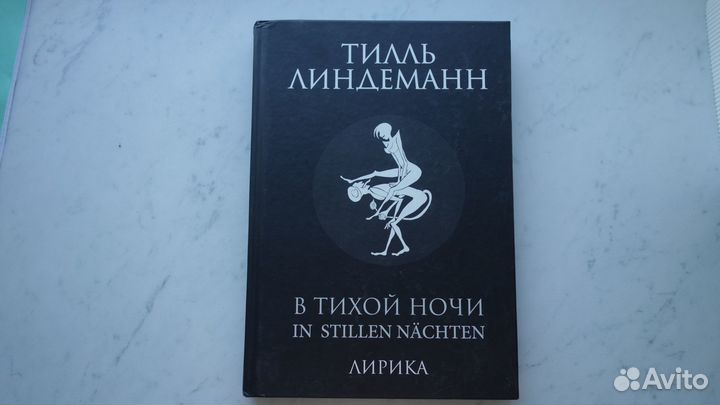 ТИЛЛЬ
ЛИНДЕМАНН
В ТИХОЙ НОЧИ
IN STILLEN NÄCHTEN
ЛИРИКА
Avito